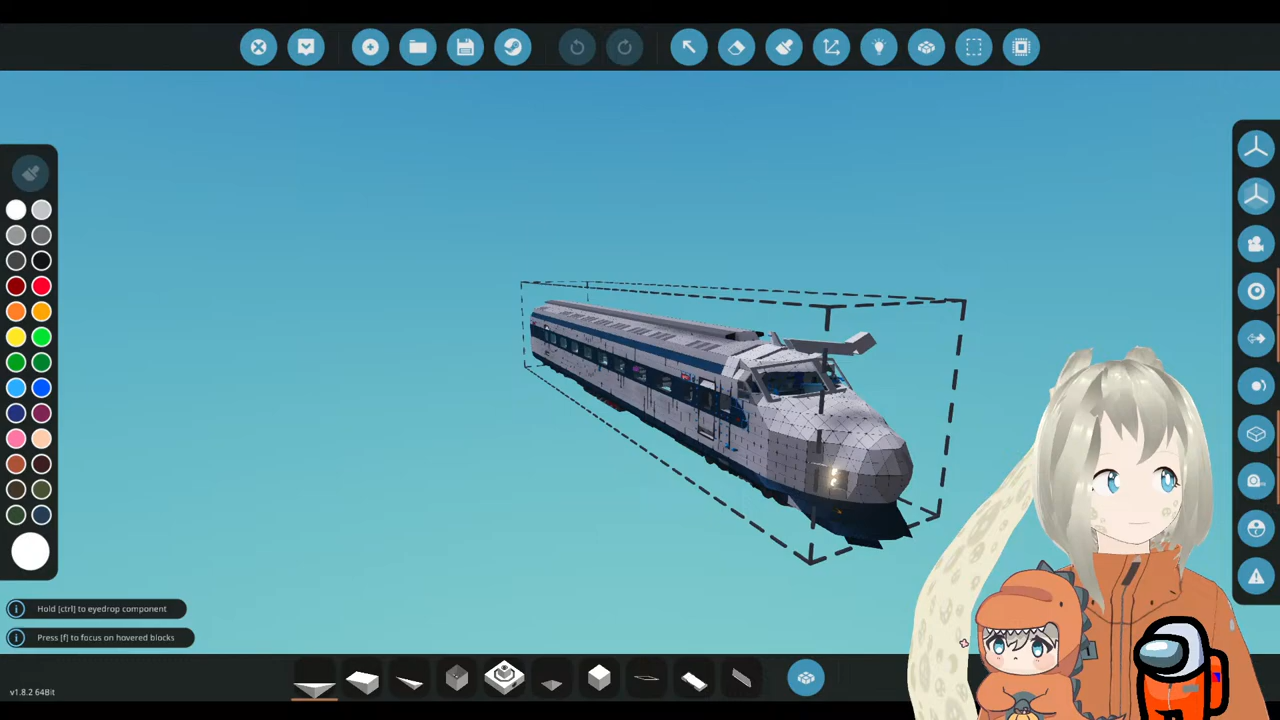 Hold [ctrl] to eyedrop component
Press [f] to focus on hovered blocks
v1.8.2 64Bit